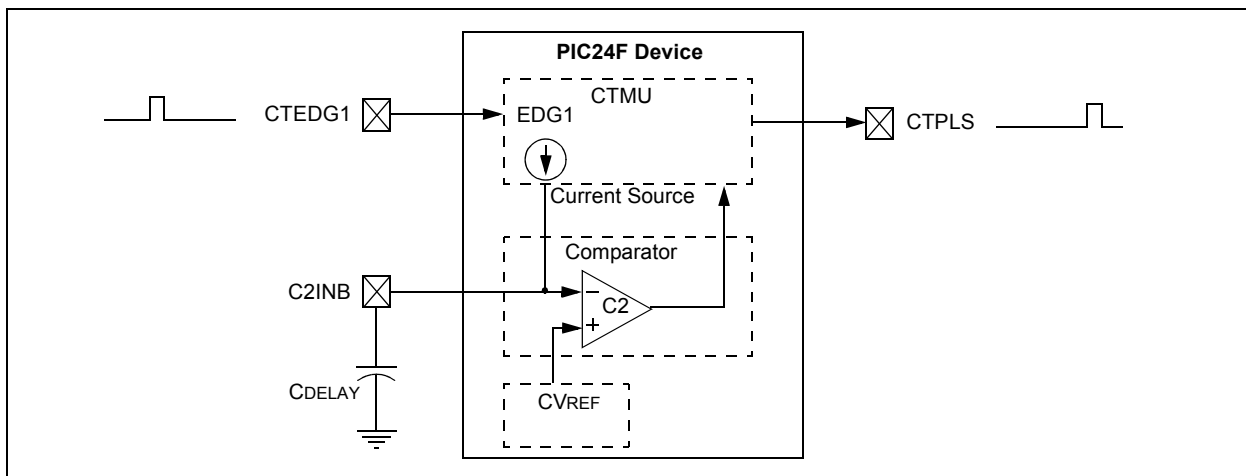 PIC24F Device
CTMU
CTEDG1
EDG1
CTPLS
Current Source
Comparator
C2INB
−
C2
+
CDELAY
CVREF